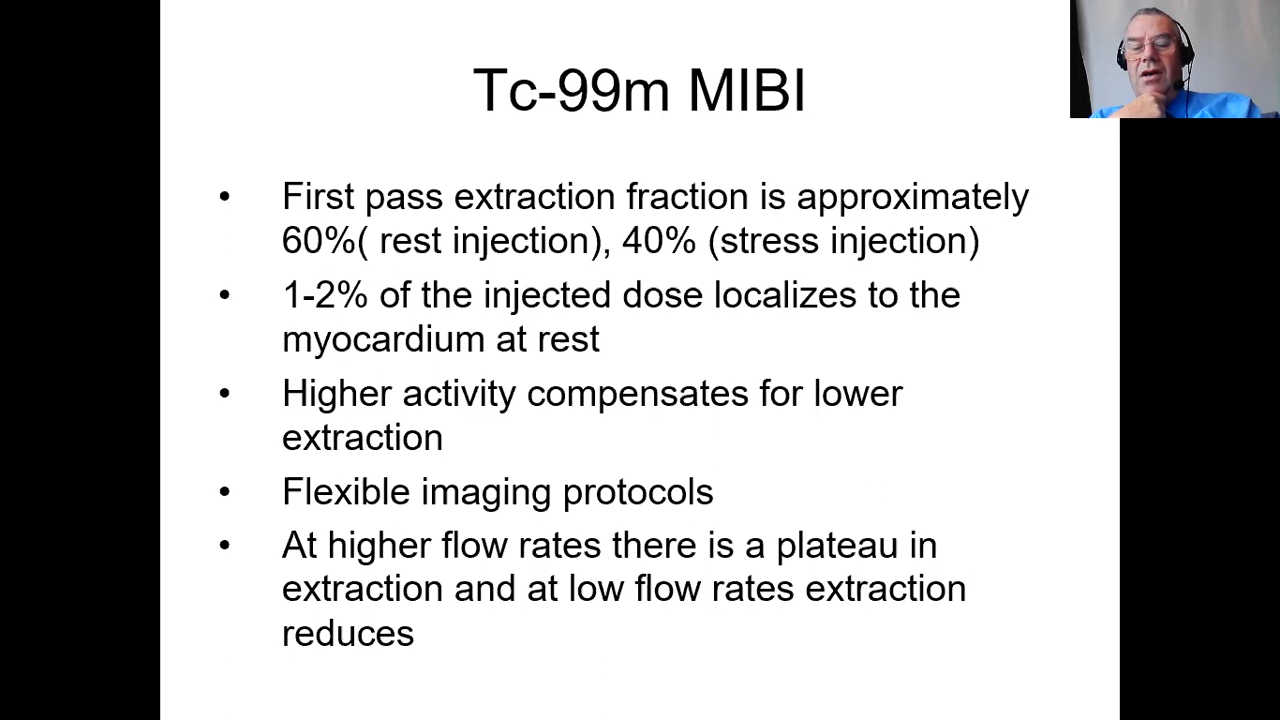 Tc-99m MIBI
• First pass extraction fraction is approximately
60%( rest injection), 40% (stress injection)
• 1-2% of the injected dose localizes to the
myocardium at rest
• Higher activity compensates for lower
extraction
• Flexible imaging protocols
• At higher flow rates there is a plateau in
extraction and at low flow rates extraction
reduces